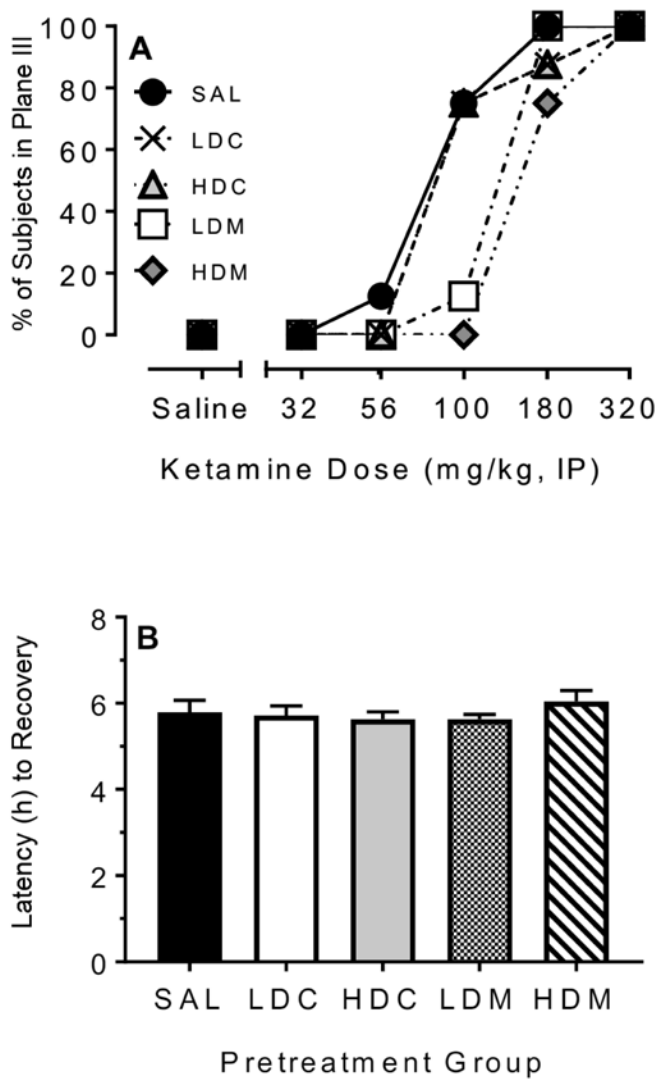 100
A
80
60
40
20
0
% of Subjects in Plane III
SAL
LDC
HDC
LDM
HDM
Saline 32 56 100 180 320
Ketamine Dose (mg/kg, IP)
8
B
6
4
2
0
Latency (h) to Recovery
SAL LDC HDC LDM HDM
Pretreatment Group